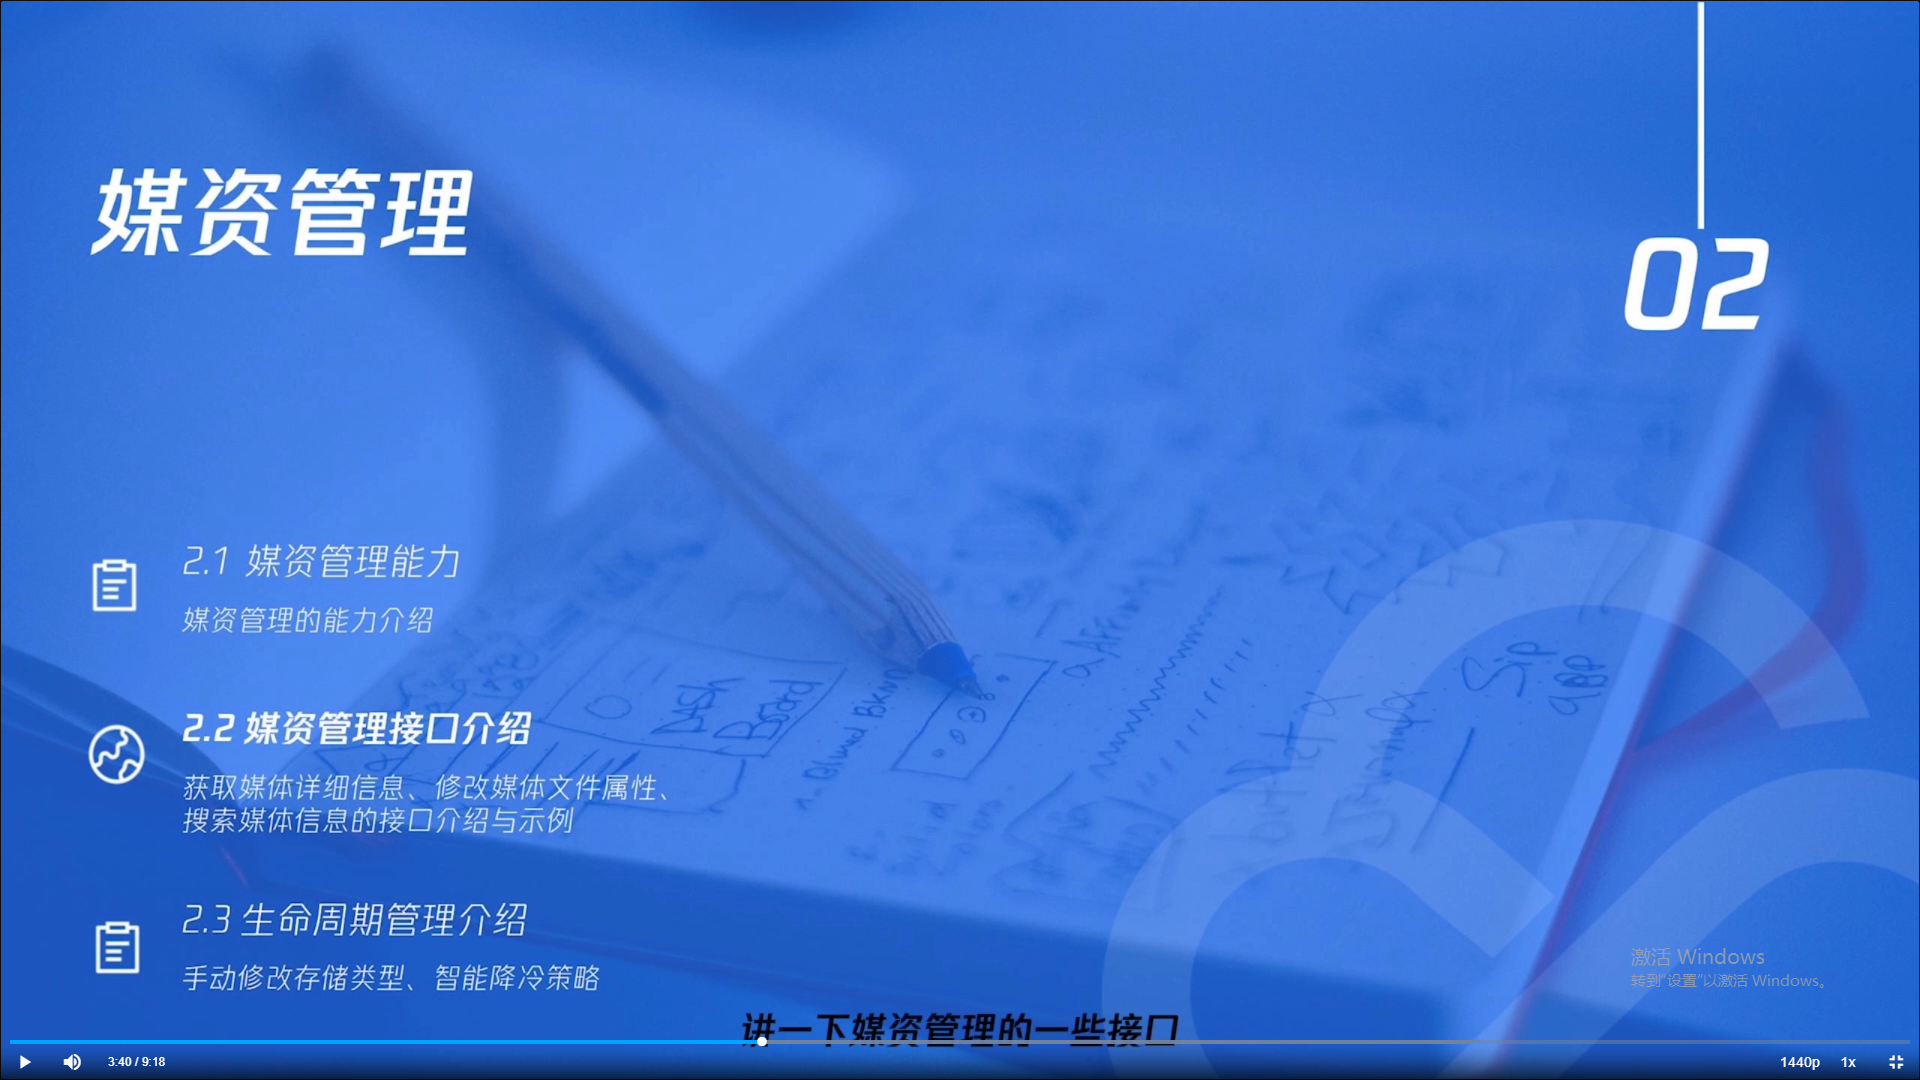 媒资管理
02
2.1 媒资管理能力
媒资管理的能力介绍
2.2 媒资管理接口介绍
获取媒体详细信息、修改媒体文件属性、
搜索媒体信息的接口介绍与示例
2.3 生命周期管理介绍
手动修改存储类型、智能降冷策略
Dash
Board
Sip
app
激活 Windows
转到“设置”以激活 Windows。
讲一下媒资管理的一些接口
3:40 / 9:18
1440p
1x